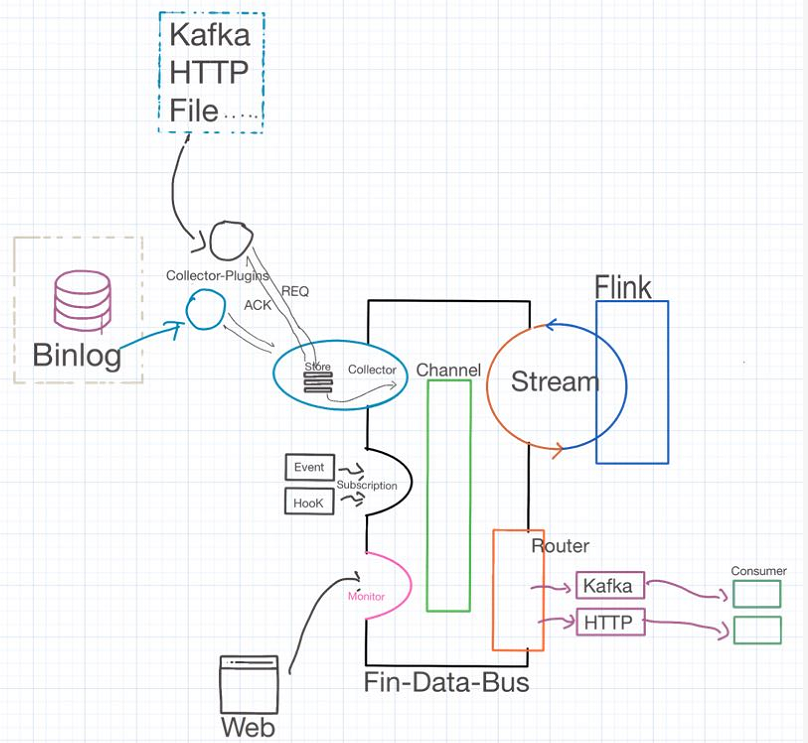 Kafka
HTTP
File.....
Collector-Plugins
REQ
ACK
Binlog
Flink
Store
Collector
Channel
Stream
Event
Subscription
HooK
Router
Consumer
Kafka
Monitor
HTTP
Fin-Data-Bus
Web